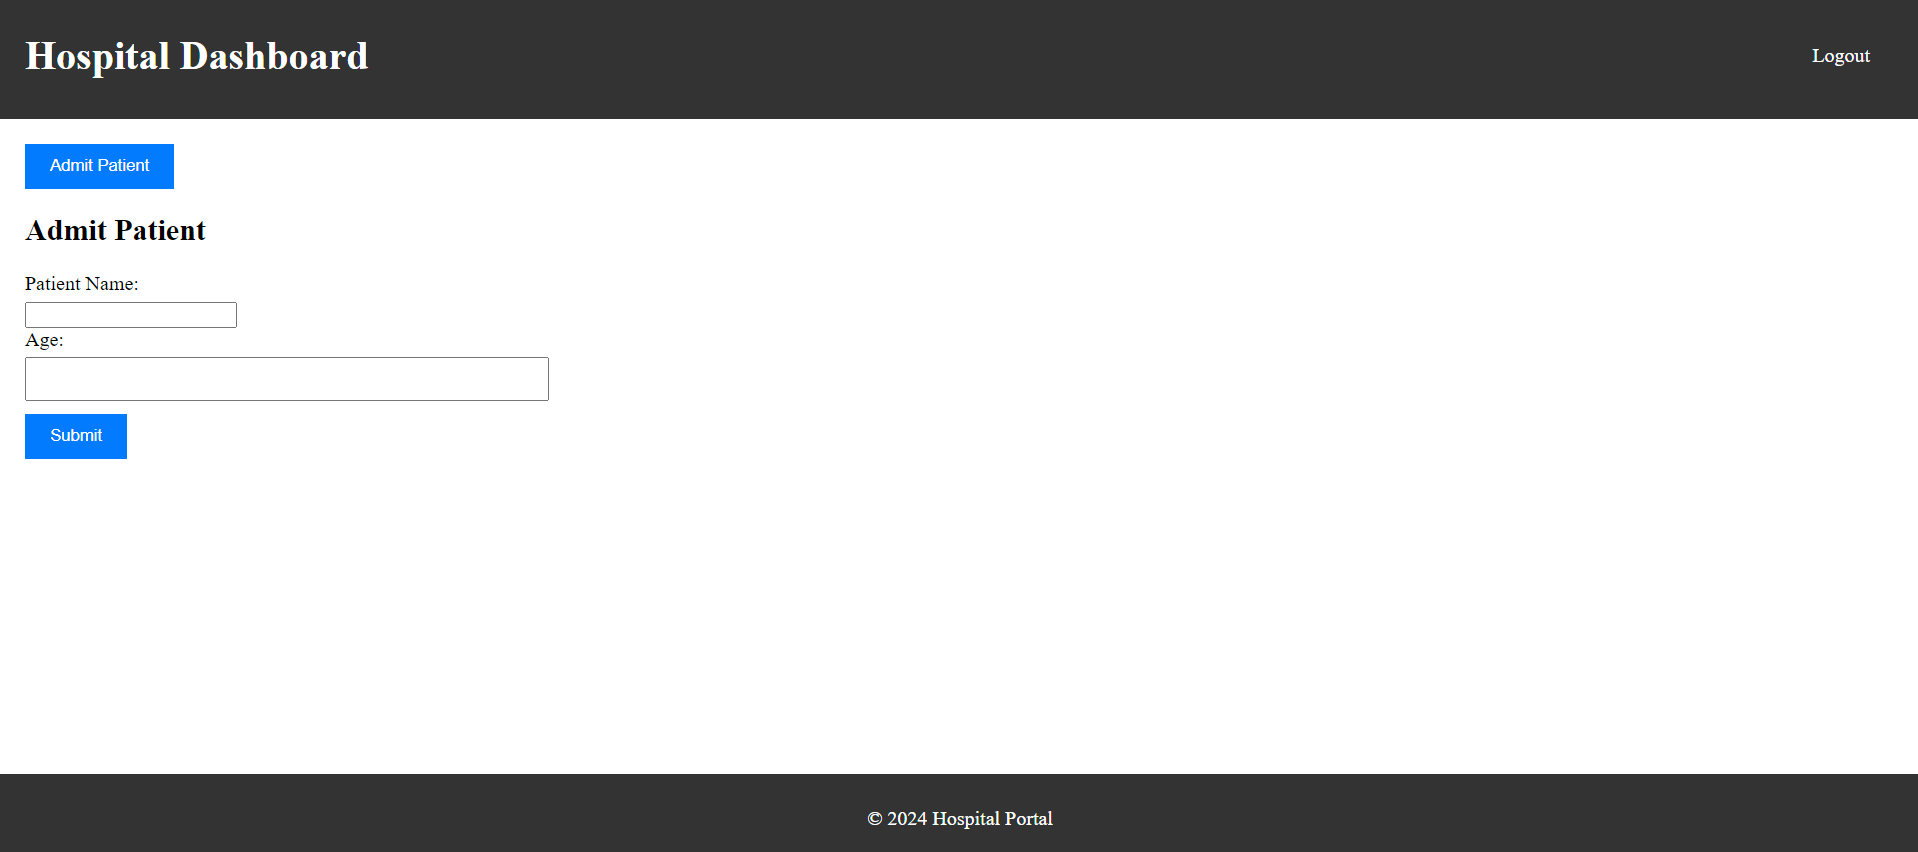 Hospital Dashboard
Logout
Admit Patient
Admit Patient
Patient Name:
Age:
Submit
© 2024 Hospital Portal